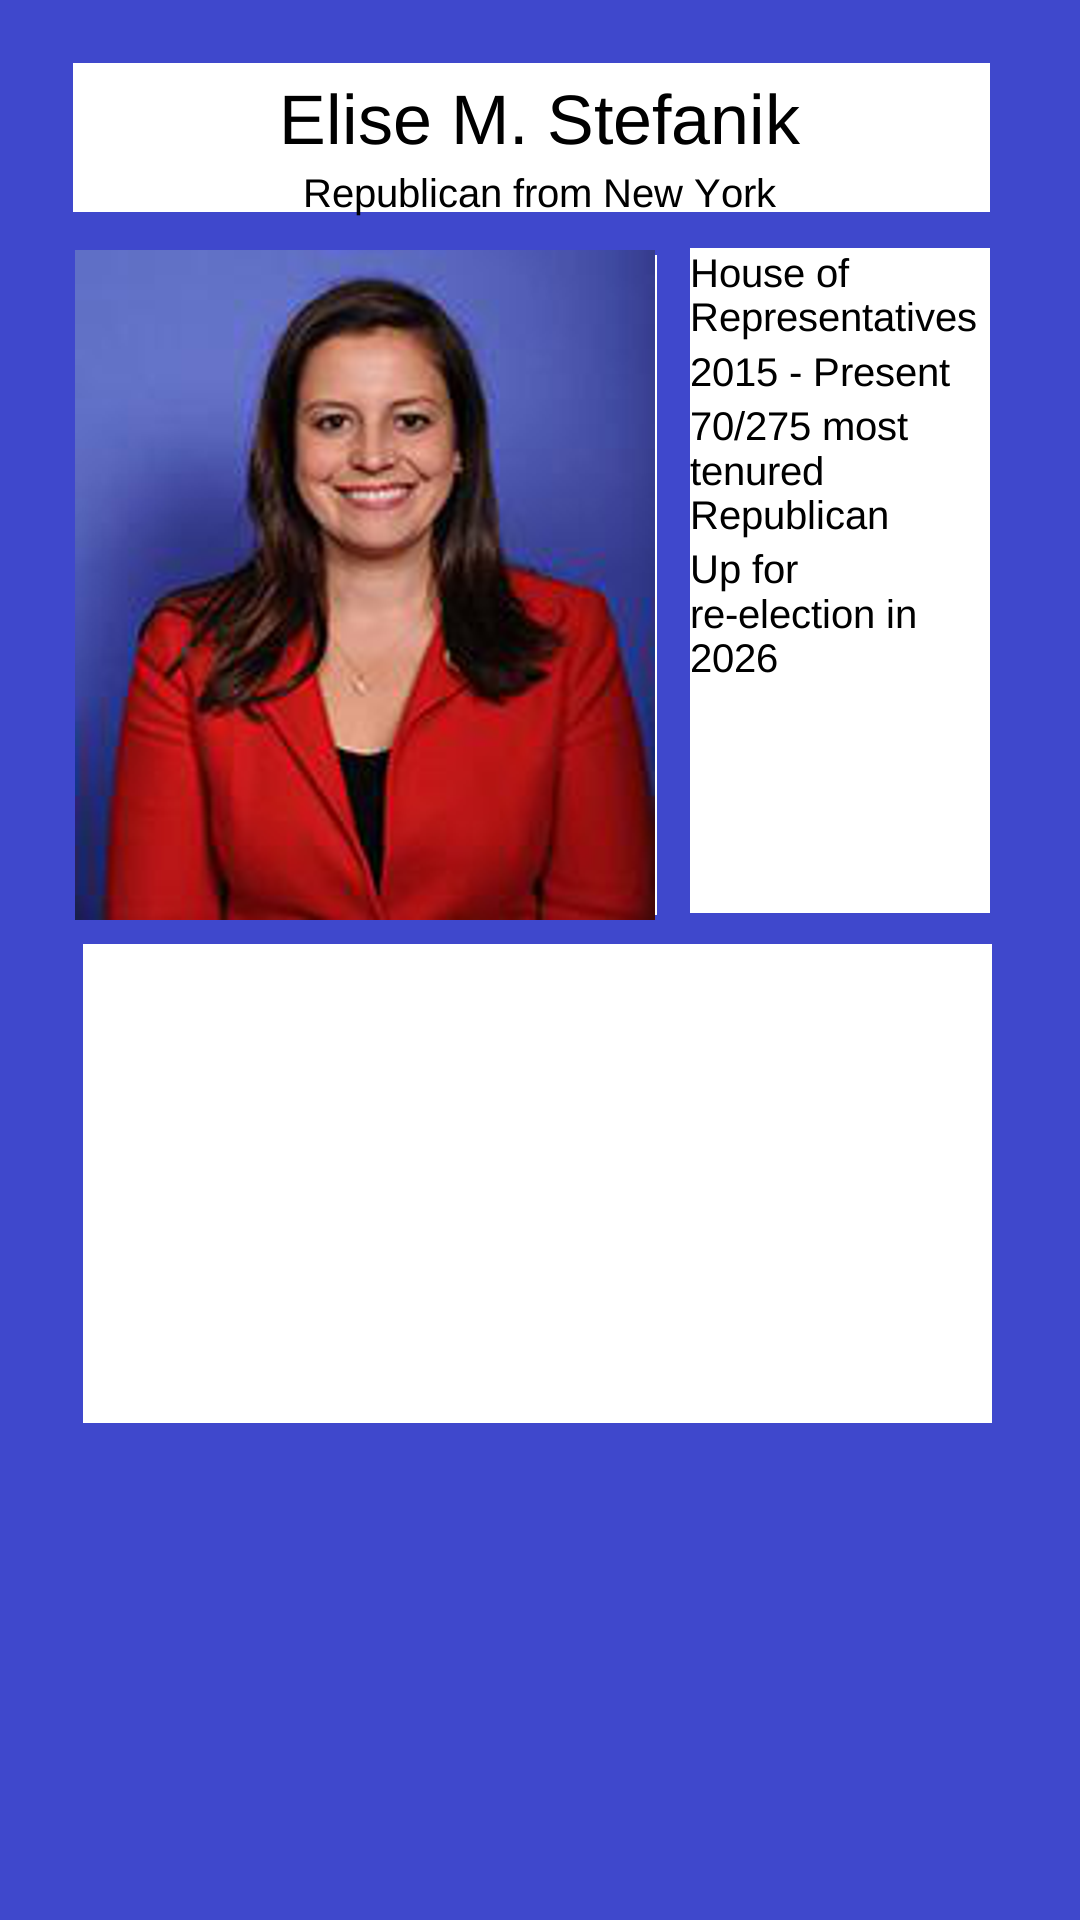 Elise M. Stefanik
Republican from New York
House of
Representatives
2015 - Present
70/275 most
tenured
Republican
Up for
re-election in
2026